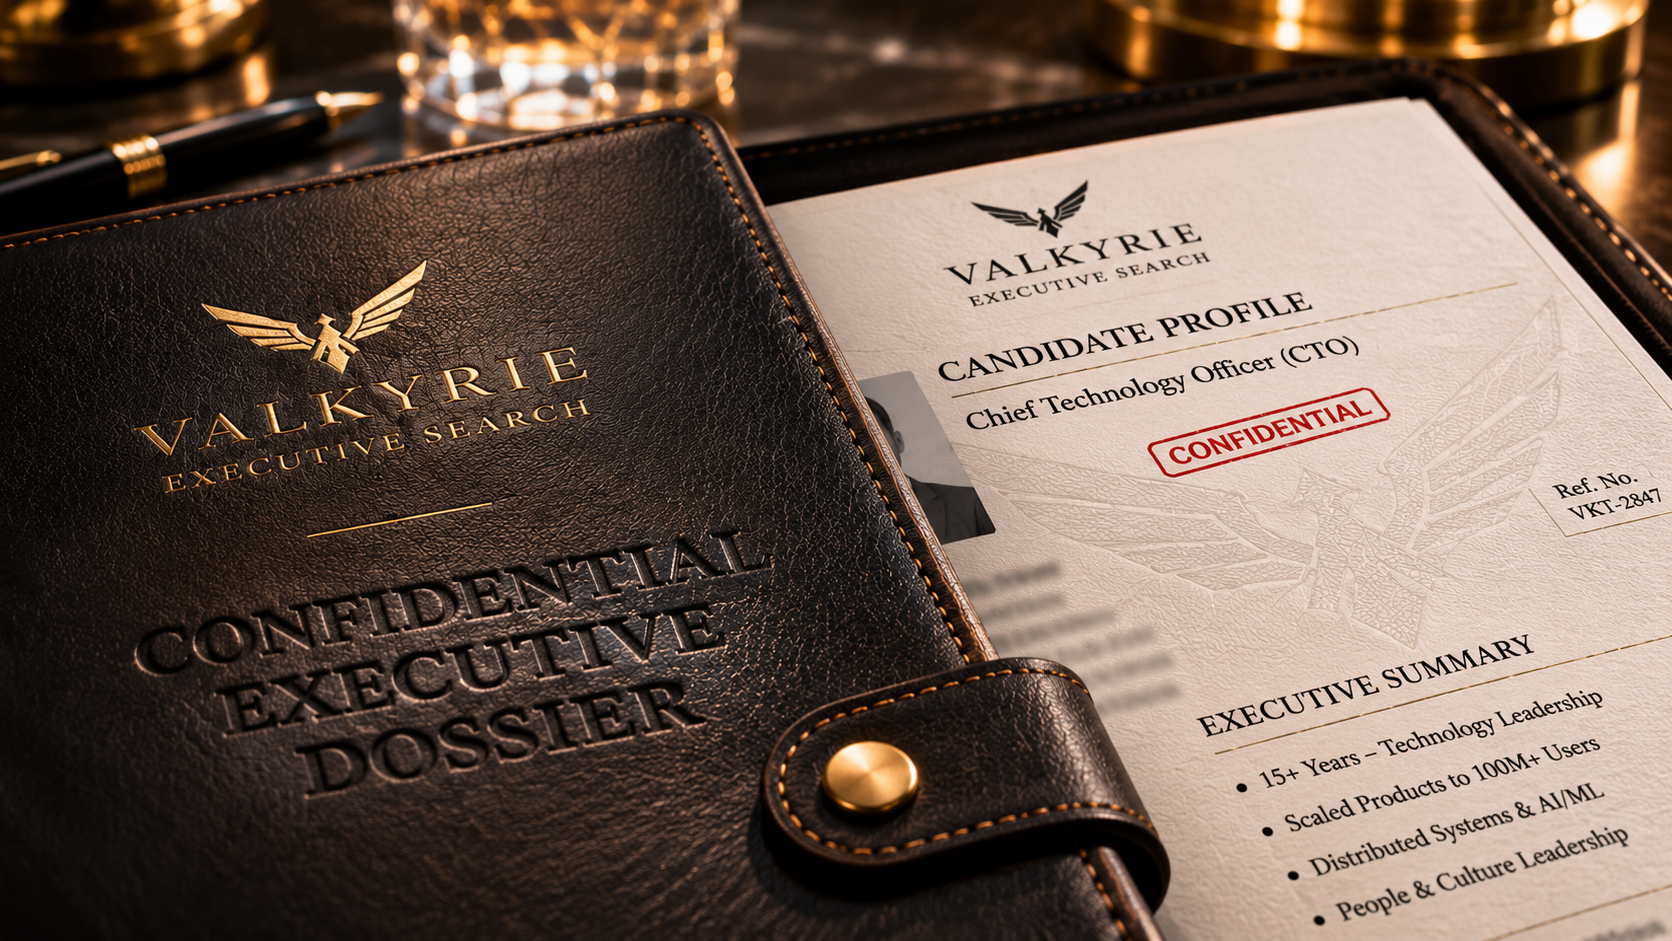 VALKYRIE
EXECUTIVE SEARCH
CONFIDENTIAL
EXECUTIVE
DOSSIER
VALKYRIE
EXECUTIVE SEARCH
CANDIDATE PROFILE
Chief Technology Officer (CTO)
CONFIDENTIAL
Ref. No.
VKT-2847
EXECUTIVE SUMMARY
• 15+ Years – Technology Leadership
• Scaled Products to 100M+ Users
• Distributed Systems & AI/ML
• People & Culture Leadership